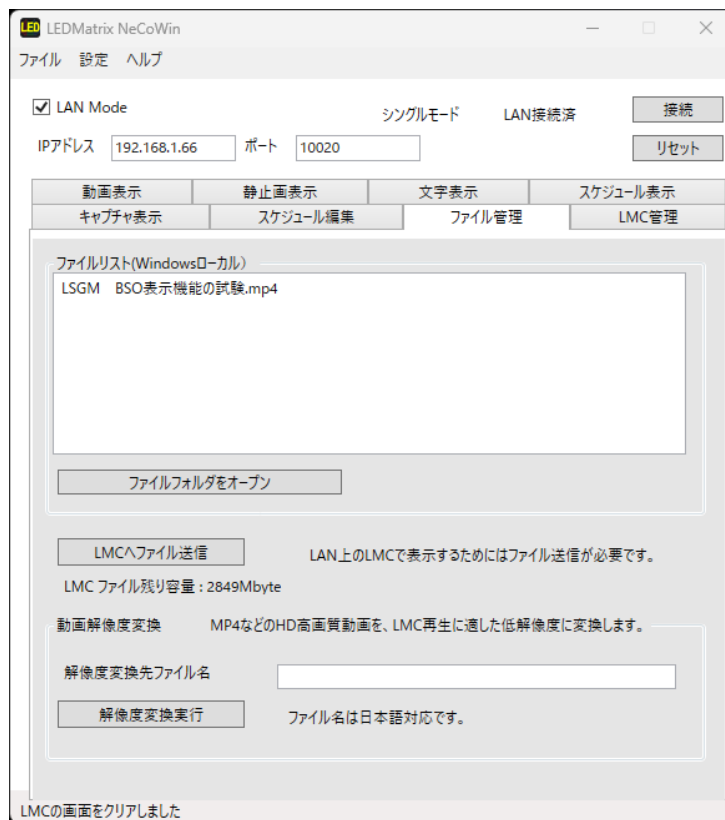 LED LEDMatrix NeCoWin
ファイル 設定 ヘルプ
LAN Mode シングルモード LAN接続済 接続
IPアドレス 192.168.1.66 ポート 10020 リセット
動画表示 静止画表示 文字表示 スケジュール表示
キャプチャ表示 スケジュール編集 ファイル管理 LMC管理
ファイルリスト(Windowsローカル)
LSGM　BSO表示機能の試験.mp4
ファイルフォルダをオープン
LMCへファイル送信 LAN上のLMCで表示するためにはファイル送信が必要です。
LMC ファイル残り容量 : 2849Mbyte
動画解像度変換 MP4などのHD高画質動画を、LMC再生に適した低解像度に変換します。
解像度変換先ファイル名
解像度変換実行 ファイル名は日本語対応です。
LMCの画面をクリアしました